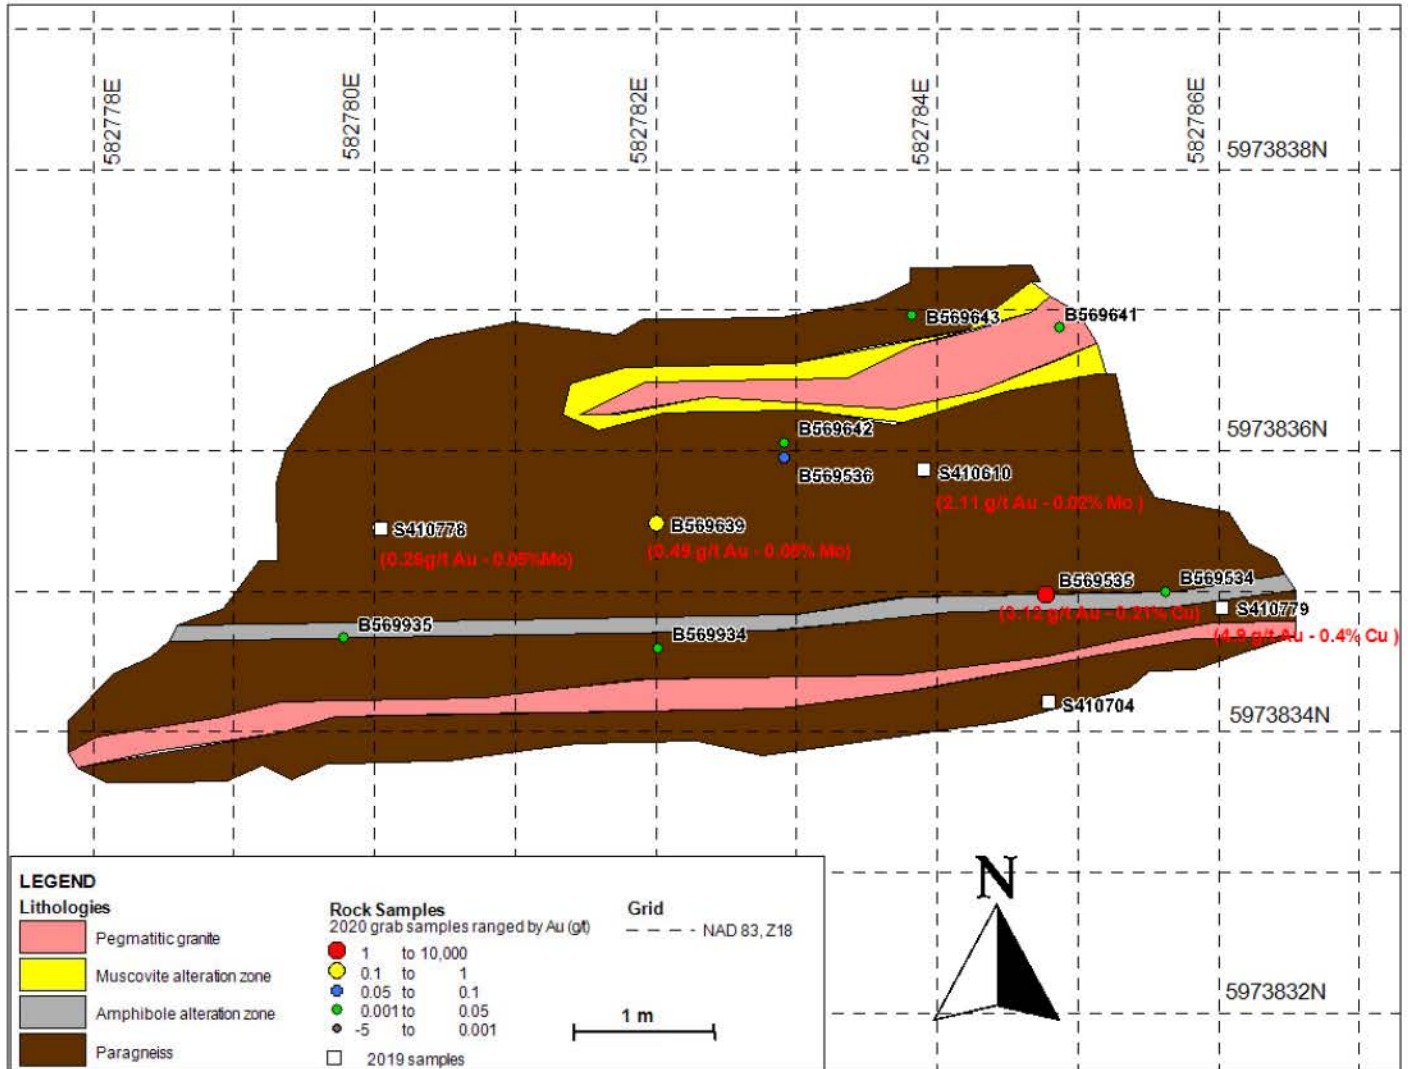 582778E
582780E
582782E
582784E
582786E
5973838N
B569643
B569641
B569642
5973836N
B569536
S410610
(2.11 g/t Au - 0.02% Mo )
S410778
B569639
(0.28g/t Au - 0.05%Mo)
(0.49 g/t Au - 0.06% Mo)
B569535
B569534
S410779
B569935
B569934
(4.9 g/t Au - 0.4% Cu )
S410704
5973834N
5973832N
N
LEGEND
Lithologies
Pegmatitic granite
Muscovite alteration zone
Amphibole alteration zone
Paragneiss
Rock Samples
2020 grab samples ranged by Au (g/t)
1 to 10,000
0.1 to 1
0.05 to 0.1
0.001 to 0.05
-5 to 0.001
2019 samples
Grid
NAD 83, Z18
1 m